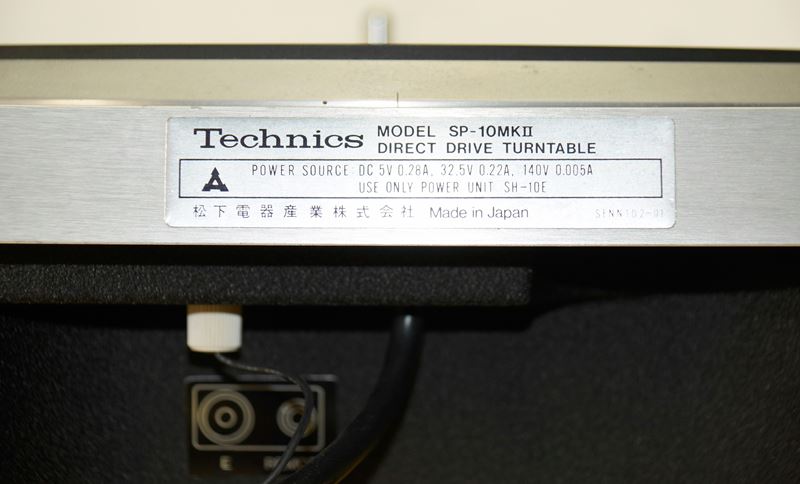 Technics MODEL SP-10MKII
DIRECT DRIVE TURNTABLE
POWER SOURCE: DC 5V 0.28A, 32.5V 0.22A, 140V 0.005A
USE ONLY POWER UNIT SH-10E
松下電器産業株式会社 Made in Japan SFNN102-01
E